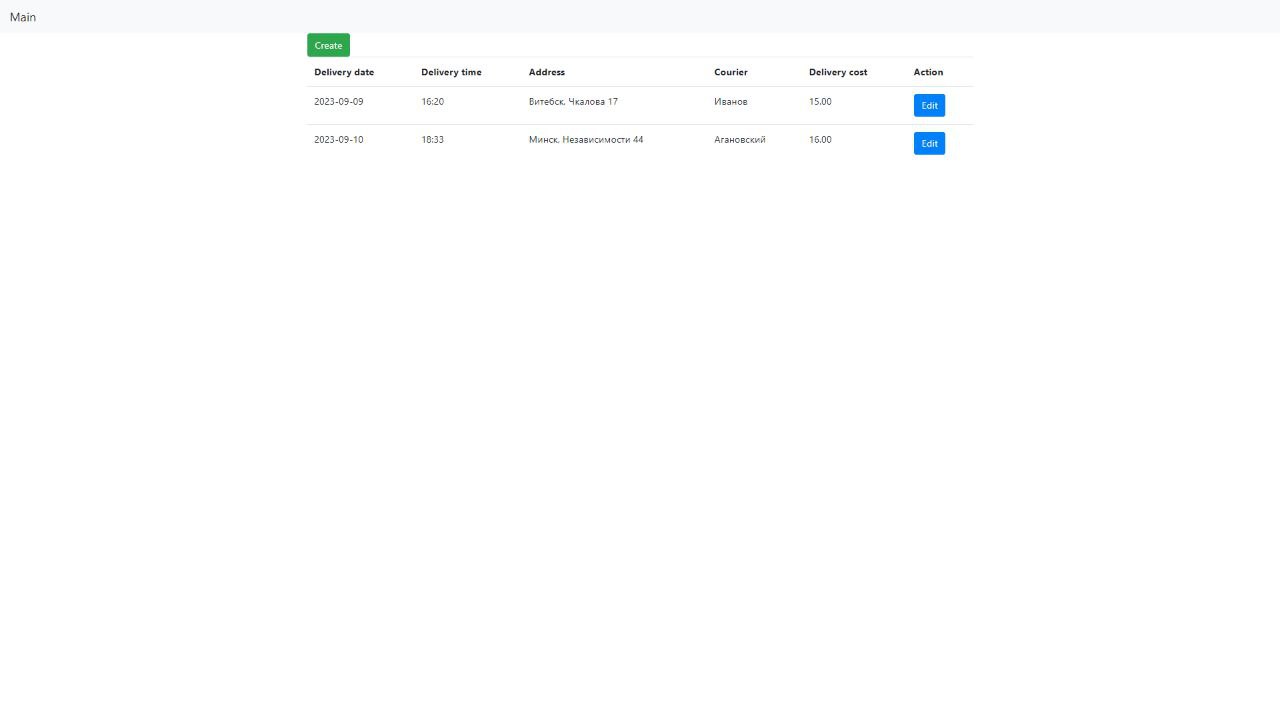 Main
Create
Delivery date Delivery time Address Courier Delivery cost Action
2023-09-09 16:20 Витебск, Чкалова 17 Иванов 15.00 Edit
2023-09-10 18:33 Минск, Независимости 44 Агановский 16.00 Edit